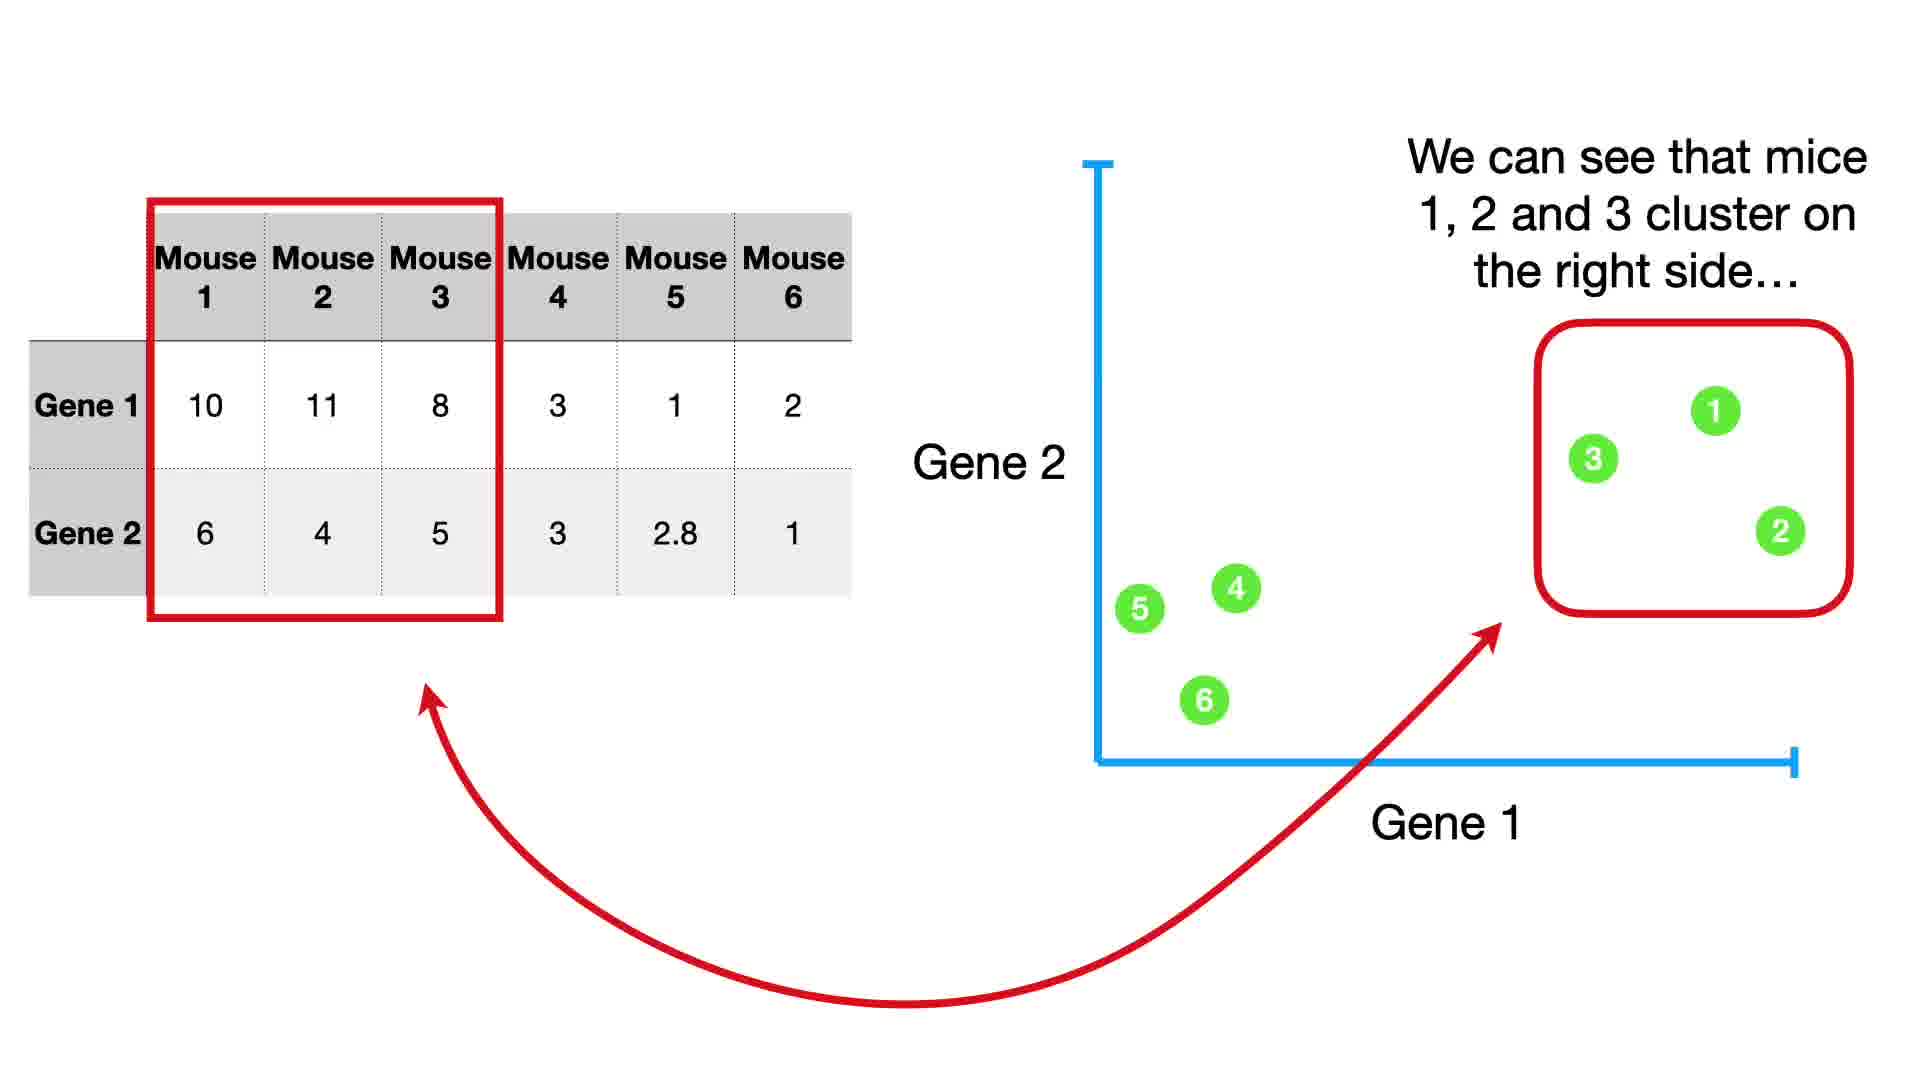 We can see that mice
1, 2 and 3 cluster on
the right side...
Mouse 1 Mouse 2 Mouse 3 Mouse 4 Mouse 5 Mouse 6
Gene 1 10 11 8 3 1 2
Gene 2 6 4 5 3 2.8 1
Gene 2
1
3
2
4
5
6
Gene 1